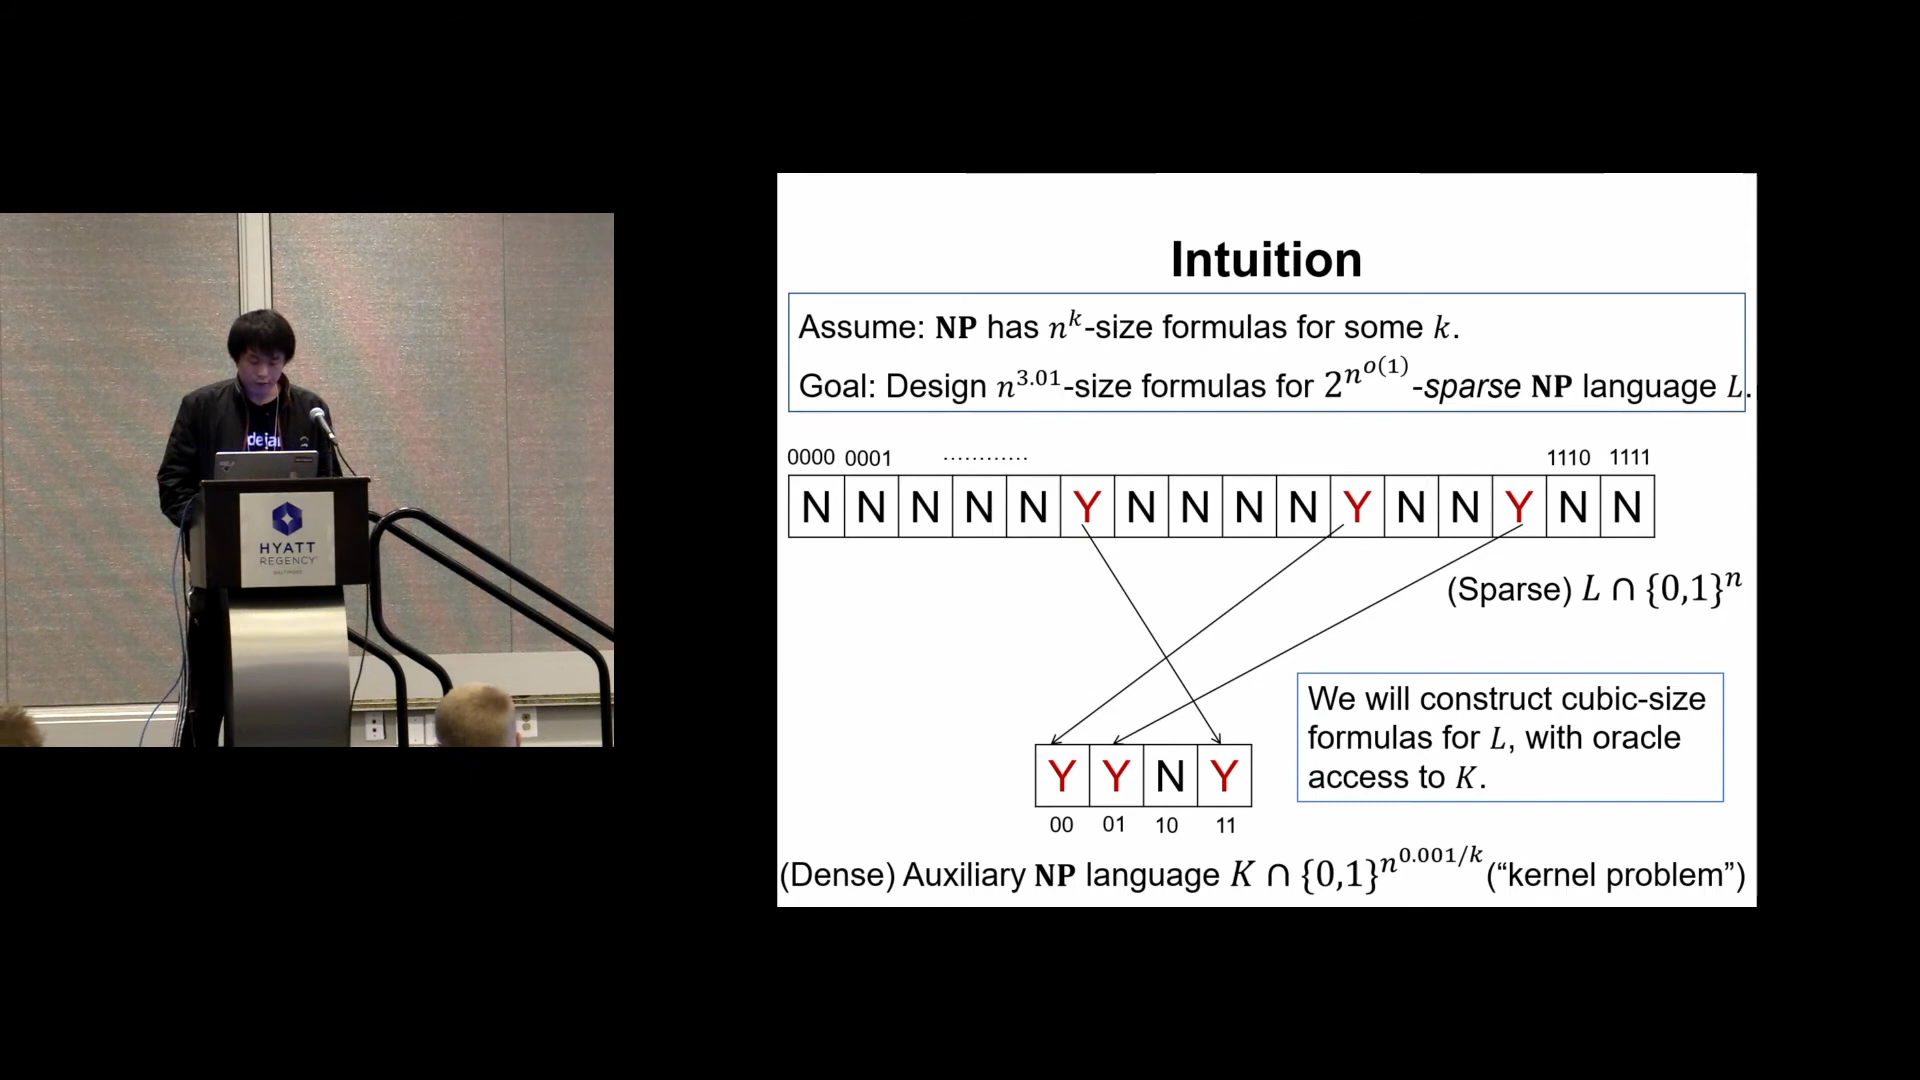 Intuition
Assume: NP has n^k-size formulas for some k.
Goal: Design n^3.01-size formulas for 2^n^o(1)-sparse NP language L.
0000 0001 ............ 1110 1111
N N N N N Y N N N N Y N N Y N N
(Sparse) L ∩ {0,1}^n
We will construct cubic-size
formulas for L, with oracle
access to K.
Y Y N Y
00 01 10 11
(Dense) Auxiliary NP language K ∩ {0,1}^n^0.001/k ("kernel problem")
HYATT
REGENCY